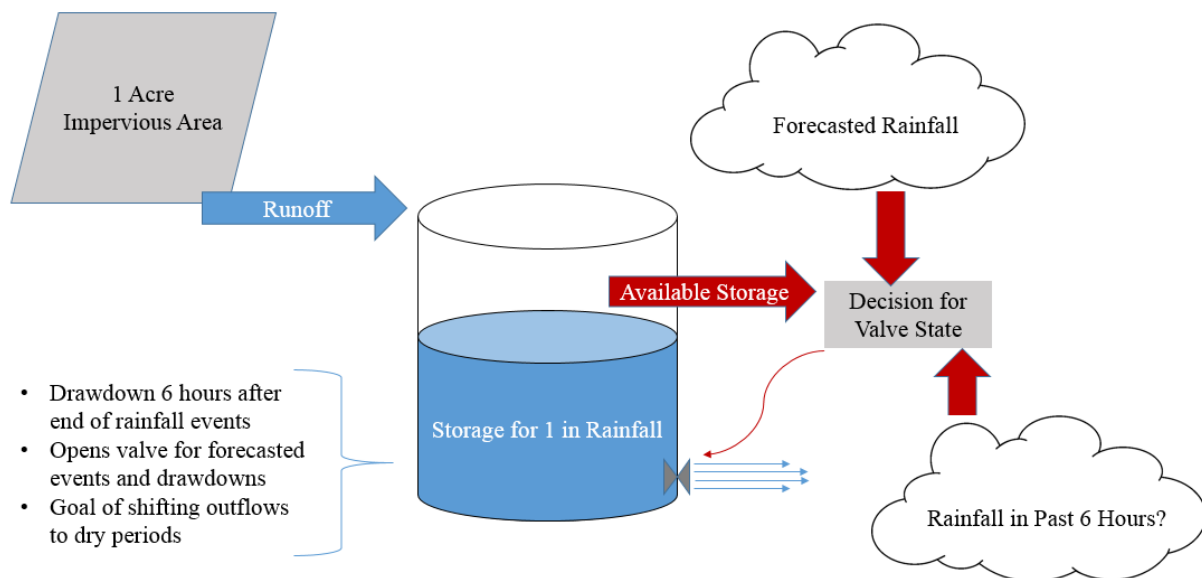 1 Acre
Impervious Area
Forecasted Rainfall
Runoff
Available Storage
Decision for
Valve State
• Drawdown 6 hours after
end of rainfall events
• Opens valve for forecasted
events and drawdowns
• Goal of shifting outflows
to dry periods
Storage for 1 in Rainfall
Rainfall in Past 6 Hours?